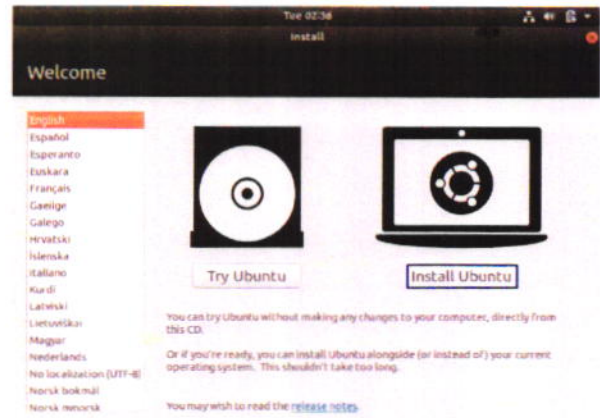 Tue 02:36
Install
Welcome
English
Español
Esperanto
Euskara
Français
Gaeilge
Galego
Hrvatski
Íslenska
Italiano
Kurdî
Latviski
Lietuviškai
Magyar
Nederlands
No localization (UTF-8)
Norsk bokmål
Norsk nynorsk
Try Ubuntu
Install Ubuntu
You can try Ubuntu without making any changes to your computer, directly from
this CD.
Or if you're ready, you can install Ubuntu alongside (or instead of) your current
operating system. This shouldn't take too long.
You may wish to read the release notes.